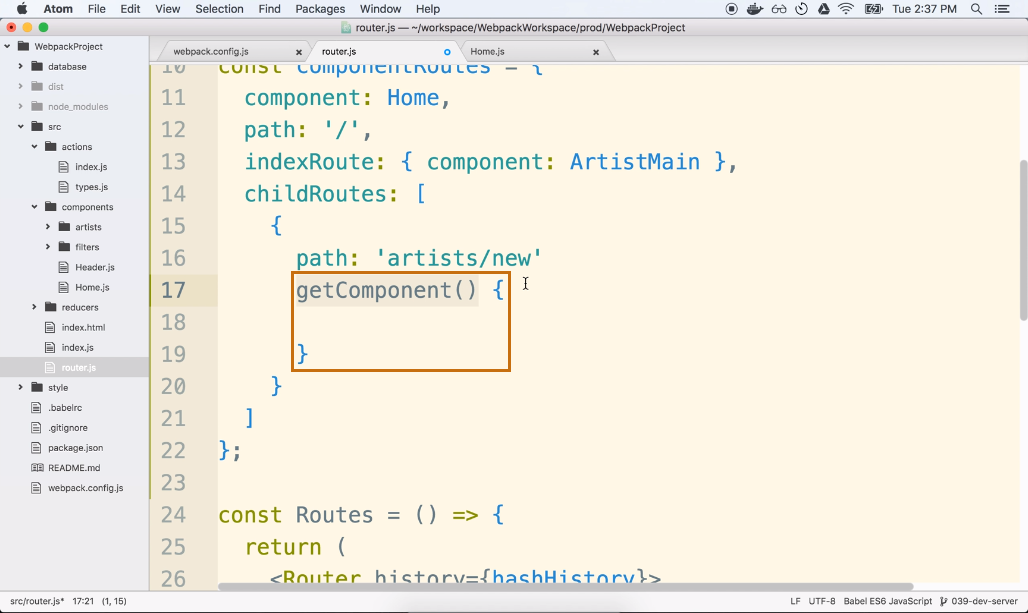 Atom File Edit View Selection Find Packages Window Help Tue 2:37 PM
router.js — ~/workspace/WebpackWorkspace/prod/WebpackProject
WebpackProject
database
dist
node_modules
src
actions
index.js
types.js
components
artists
filters
Header.js
Home.js
reducers
index.html
index.js
router.js
style
.babelrc
.gitignore
package.json
README.md
webpack.config.js
webpack.config.js router.js Home.js
10 const componentRoutes = {
11 component: Home,
12 path: '/',
13 indexRoute: { component: ArtistMain },
14 childRoutes: [
15 {
16 path: 'artists/new'
17 getComponent() {
18
19 }
20 }
21 ]
22 };
23
24 const Routes = () => {
25 return (
26 <Router history={hashHistory}>
src/router.js* 17:21 (1, 15) LF UTF-8 Babel ES6 JavaScript 039-dev-server